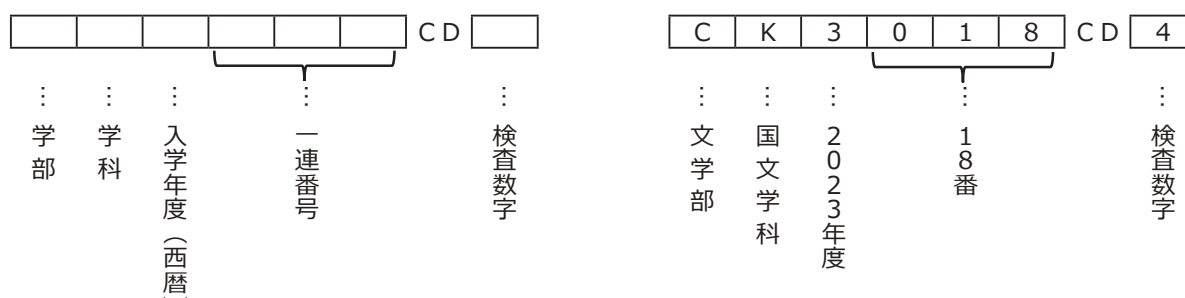 CD
学部
学科
入学年度（西暦
一連番号
検査数字
C K 3 0 1 8 CD 4
文学部
国文学科
2023年度
18番
検査数字